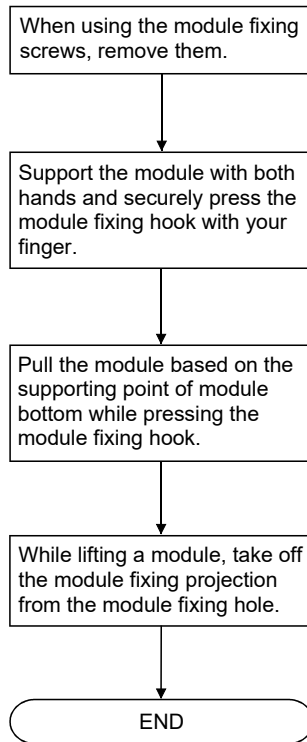 When using the module fixing
screws, remove them.
Support the module with both
hands and securely press the
module fixing hook with your
finger.
Pull the module based on the
supporting point of module
bottom while pressing the
module fixing hook.
While lifting a module, take off
the module fixing projection
from the module fixing hole.
END